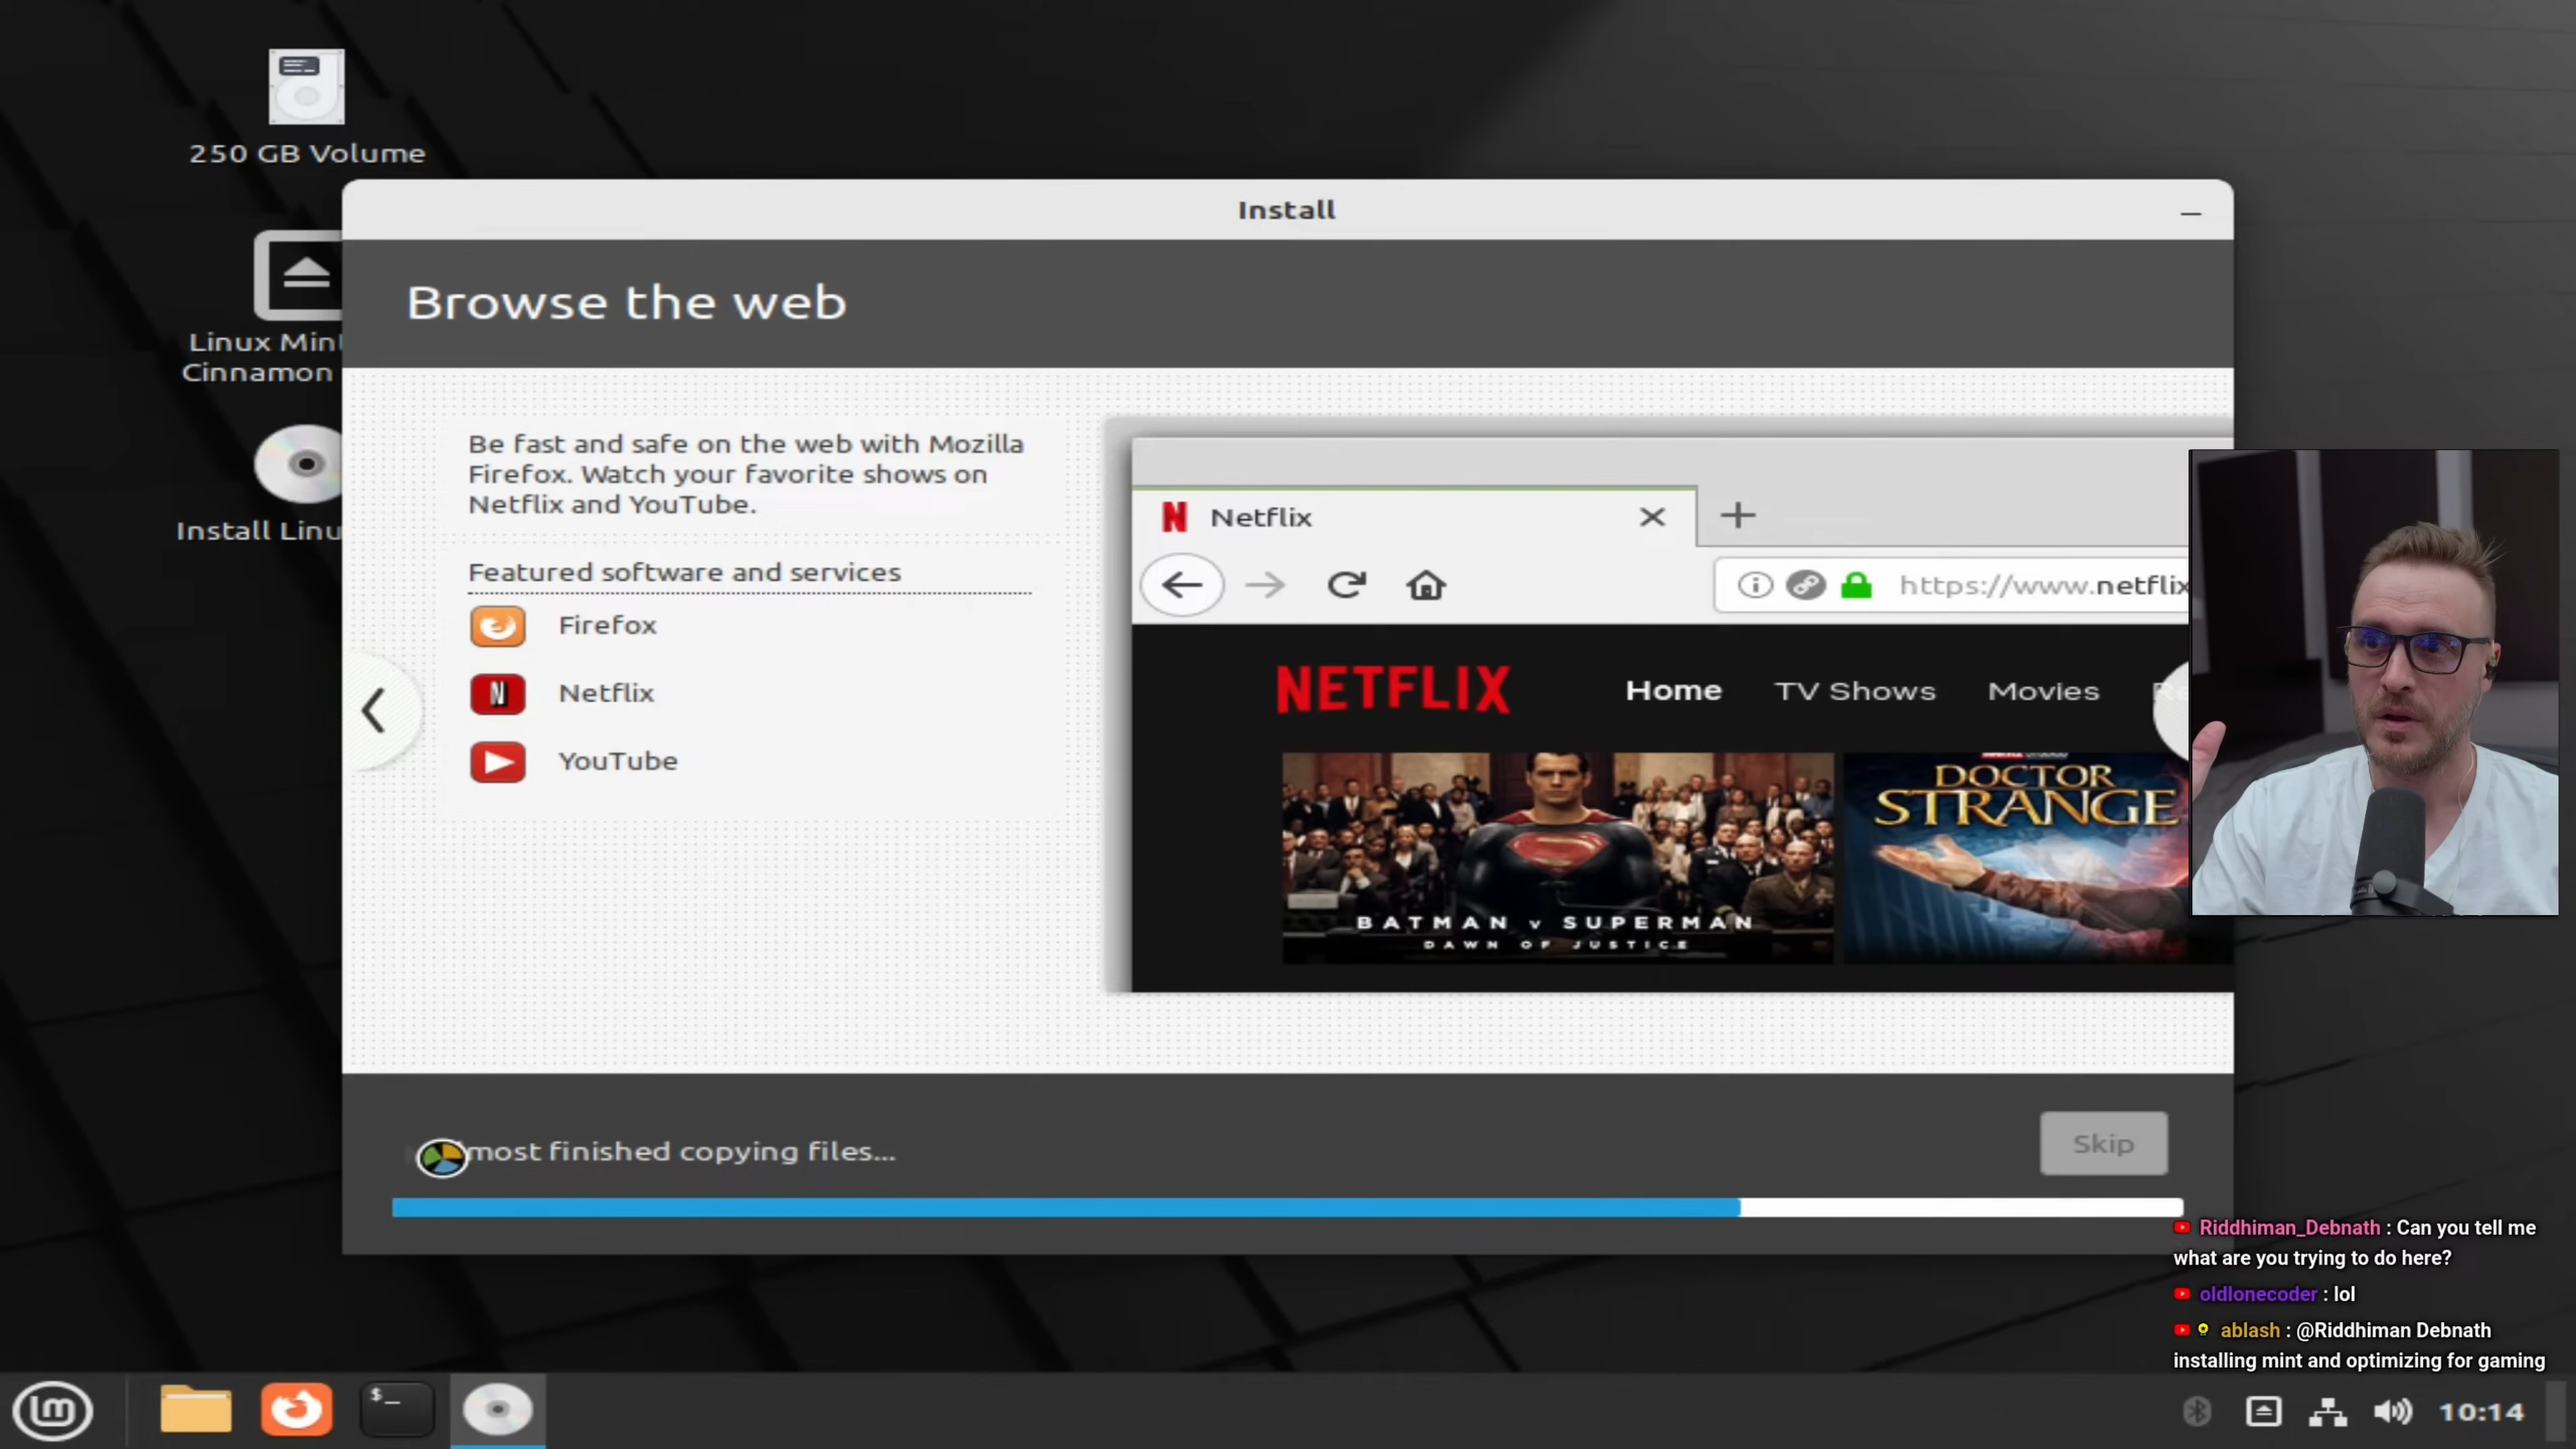 250 GB Volume
Install
Browse the web
Linux Mint
Cinnamon
Be fast and safe on the web with Mozilla
Firefox. Watch your favorite shows on
Netflix and YouTube.
Install Linu
Featured software and services
Firefox
Netflix
YouTube
Netflix
https://www.netflix
NETFLIX
Home TV Shows Movies
BATMAN v SUPERMAN
DAWN OF JUSTICE
DOCTOR
STRANGE
most finished copying files...
Skip
Riddhiman_Debnath : Can you tell me
what are you trying to do here?
oldlonecoder : lol
ablash : @Riddhiman Debnath
installing mint and optimizing for gaming
lm
$_
10:14